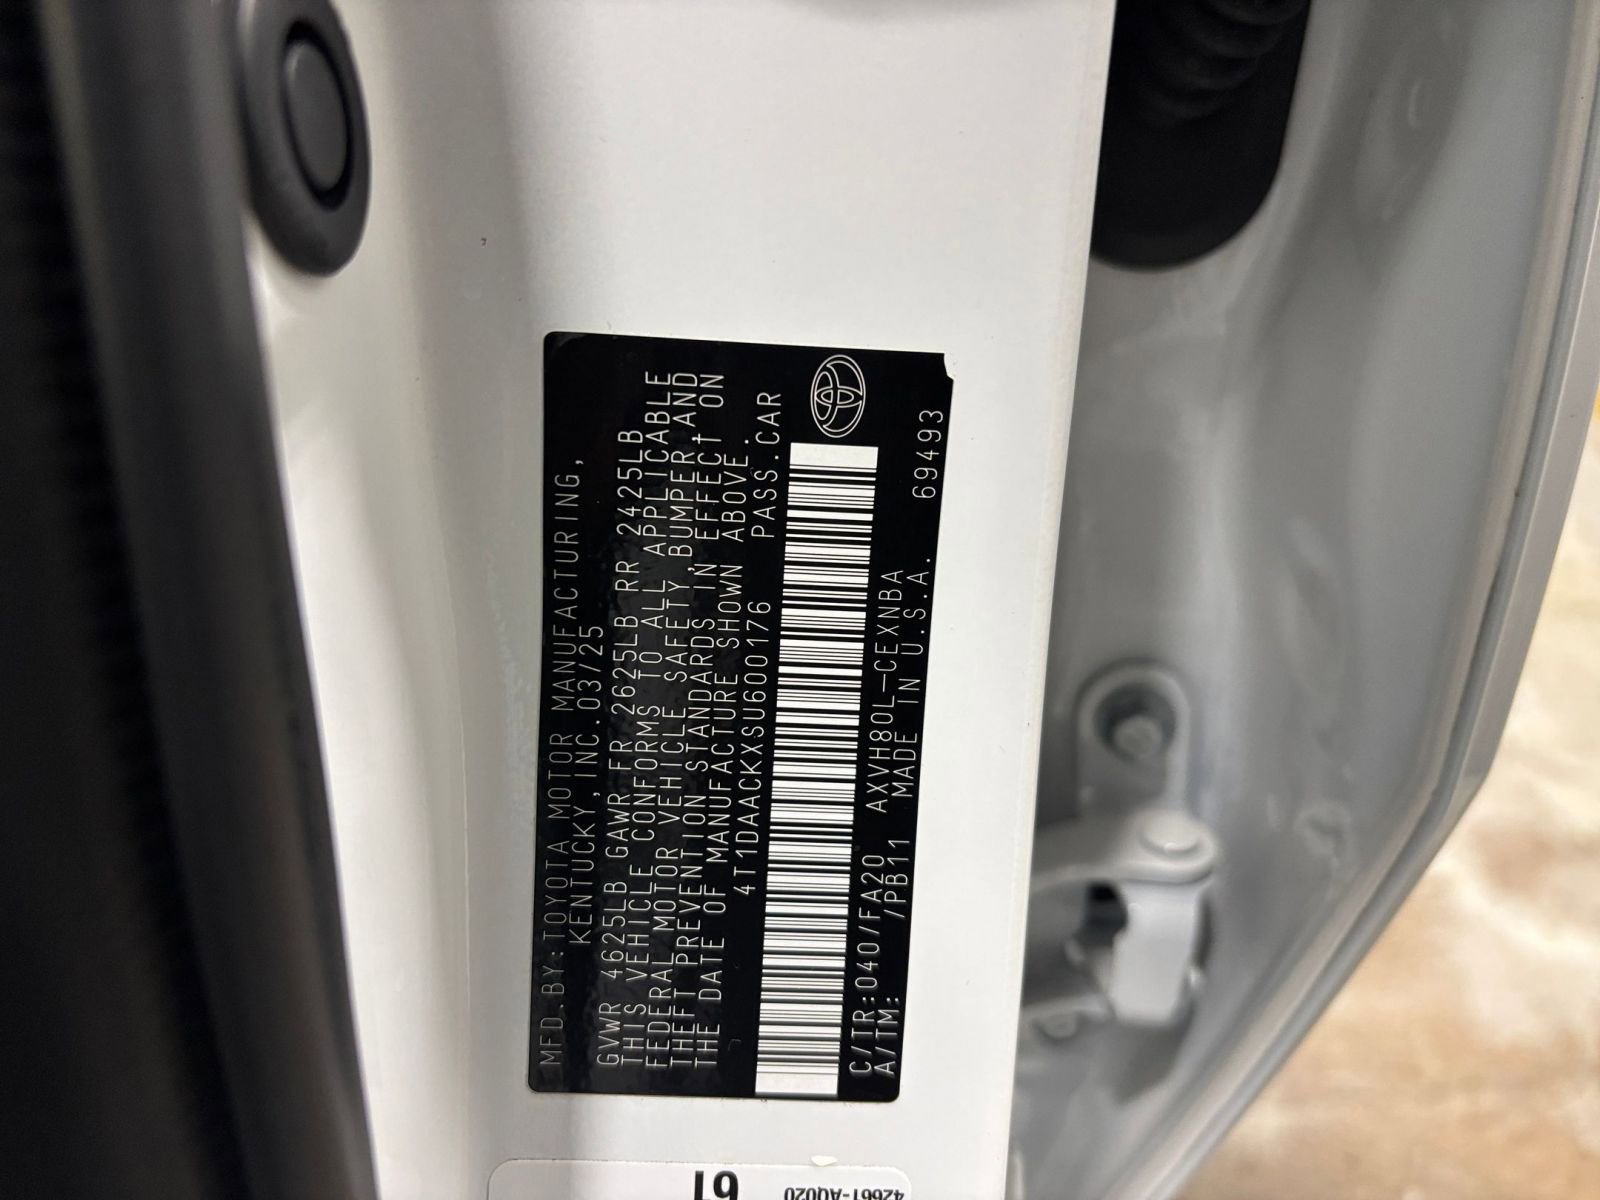 MFD.BY:TOYOTA MOTOR MANUFACTURING,
KENTUCKY,INC.03/25
GVWR 4625LB GAWR FR 2625LB RR 2425LB
THIS VEHICLE CONFORMS TO ALL APPLICABLE
FEDERAL MOTOR VEHICLE SAFETY,BUMPER,AND
THEFT PREVENTION STANDARDS IN EFFECT ON
THE DATE OF MANUFACTURE SHOWN ABOVE.
4T1DAACKXSU600176 PASS.CAR
C/TR:040/FA20 AXVH80L-CEXNBA
A/TM: /PB11 MADE IN U.S.A. 69493
61
42661-AQ020